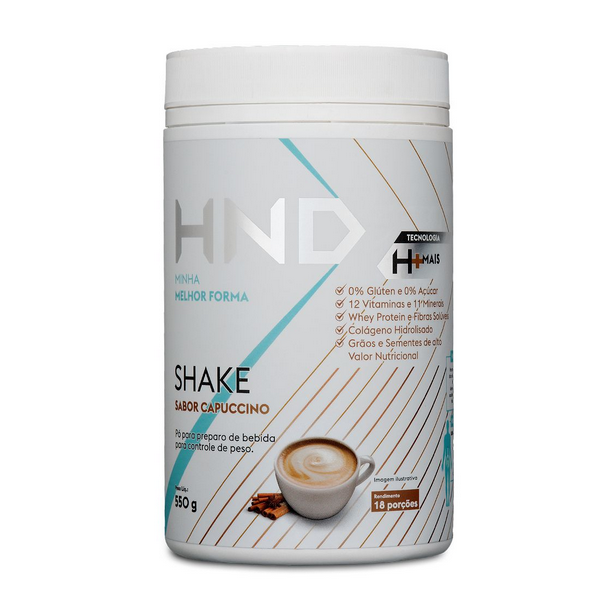 HND
MINHA
MELHOR FORMA
TECNOLOGIA
H+MAIS
0% Glúten e 0% Açúcar
12 Vitaminas e 11 Minerais
Whey Protein e Fibras Solúveis
Colágeno Hidrolisado
Grãos e Sementes de alto
Valor Nutricional
SHAKE
SABOR CAPUCCINO
Pó para preparo de bebida
para controle de peso.
Peso Líq.:
550 g
Imagem ilustrativa
Rendimento
18 porções